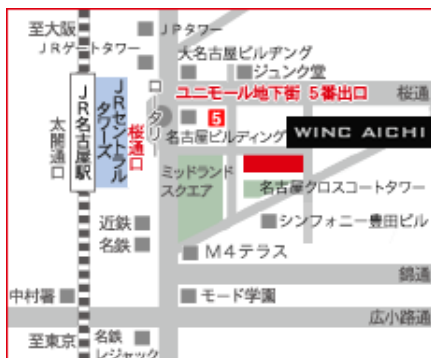 至大阪
JPタワー
JRゲートタワー
大名古屋ビルヂング
ジュンク堂
ユニモール地下街 5番出口
桜通
5
名古屋ビルディング
WINC AICHI
JR名古屋駅
JRセントラル
タワーズ
桜通口
ロータリー
太閤通口
ミッドランド
スクエア
名古屋クロスコートタワー
近鉄
シンフォニー豊田ビル
名鉄
M4テラス
錦通
中村署
モード学園
広小路通
至東京
名鉄
レジャック